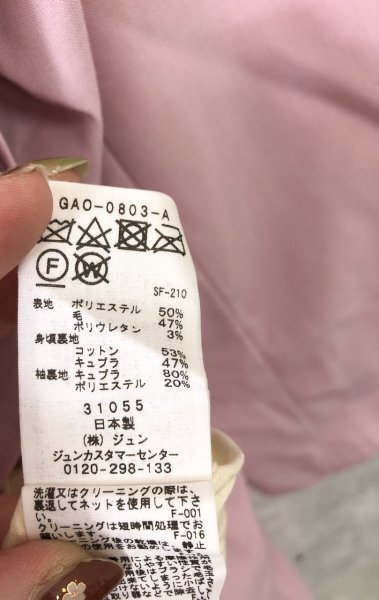 GAO-0803-A
F W
SF-210
表地 ポリエステル 50%
毛 47%
ポリウレタン 3%
身頃裏地
コットン 53%
キュプラ 47%
袖裏地 キュプラ 80%
ポリエステル 20%
31055
日本製
(株) ジュン
ジュンカスタマーセンター
0120-298-133
洗濯又はクリーニングの際は、
裏返してネットを使用して下さ
い。 F-001
クリーニングは短時間処理でお
願いします。 F-016